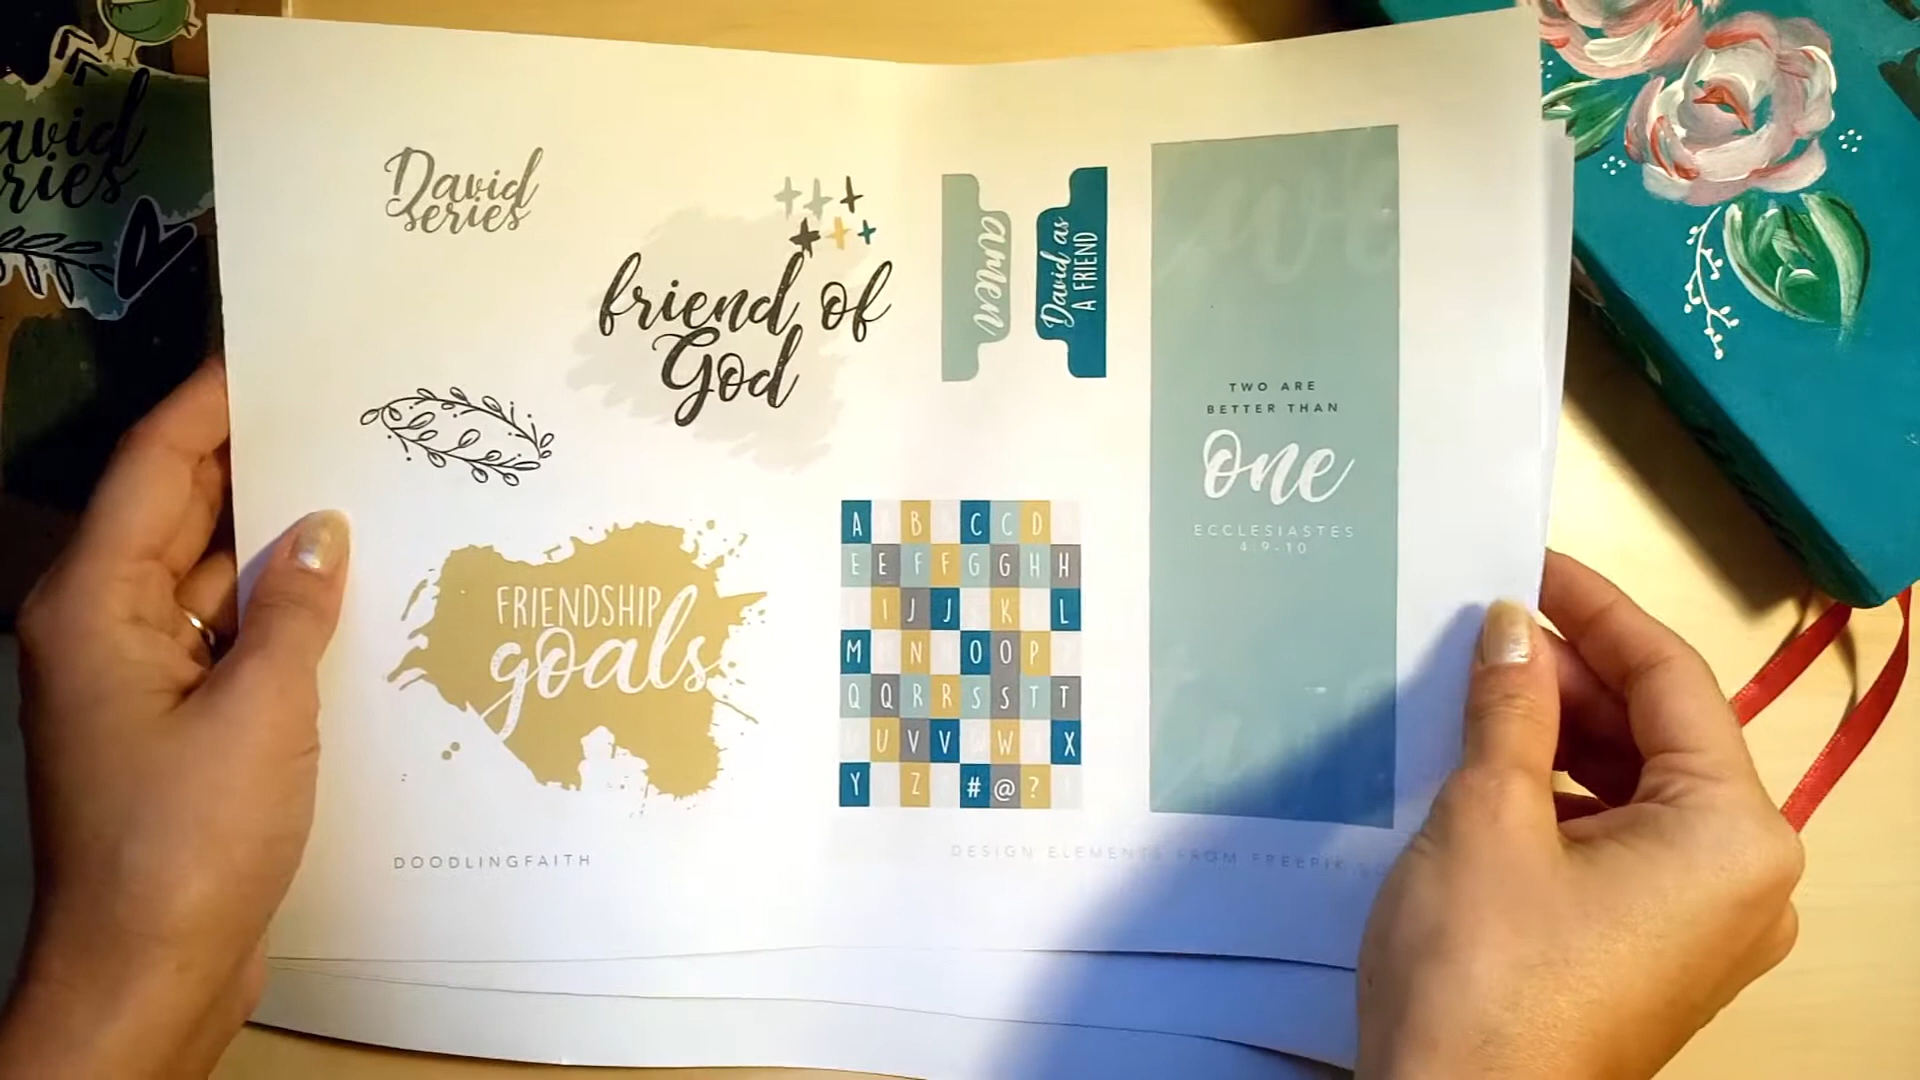 avid
ries
David
series
friend of
God
amen
David as
A FRIEND
TWO ARE
BETTER THAN
one
ECCLESIASTES
4:9-10
FRIENDSHIP
goals
A B C C D
E E F F G G H H
I J J K L
M N O O P
Q Q R R S S T T
U V V W X
Y Z # @ ?
DOODLINGFAITH
DESIGN ELEMENTS FROM FREEPIK